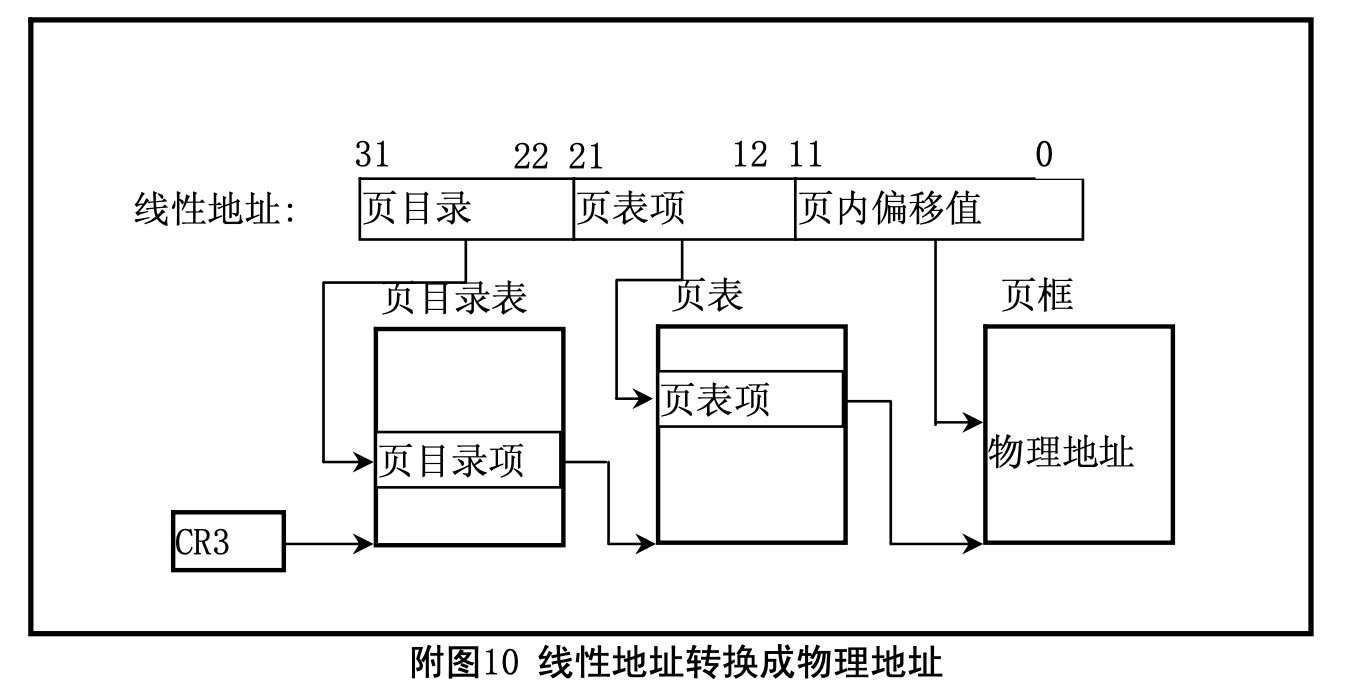 31 22 21 12 11 0
线性地址: 页目录 页表项 页内偏移值
页目录表 页表 页框
页表项
页目录项 物理地址
CR3
附图10 线性地址转换成物理地址